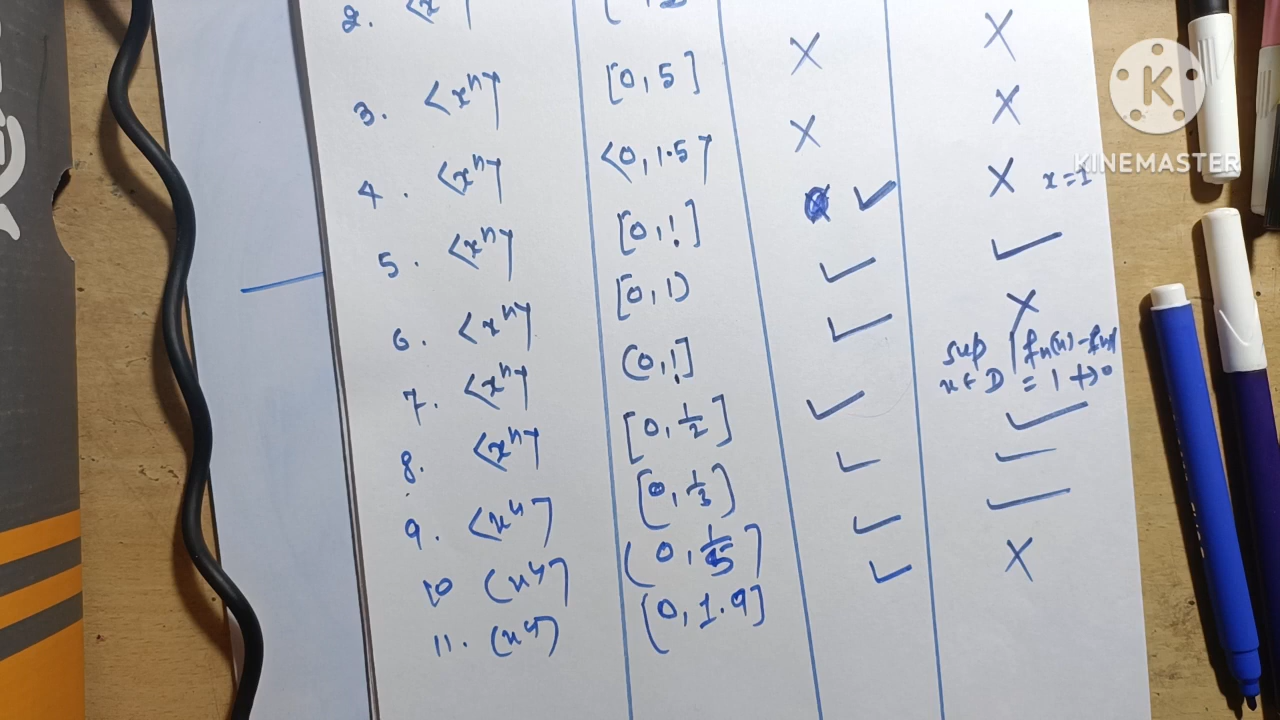 2. <xⁿ>
3. <xⁿ> [0, 5] × ×
4. <xⁿ> <0, 1.5> × ×
5. <xⁿ> [0, 1] ✓ × x=1
6. <xⁿ> [0, 1) ✓ ✓
7. <xⁿ> (0, 1] ✓ ×
sup |fn(x) - f(x)|
x ∈ D = 1 ↛ 0
8. <xⁿ> [0, 1/2] ✓ ✓
9. <xⁿ> [0, 1/3) ✓ ✓
10 (xⁿ> (0, 1/5] ✓ ✓
11. (xⁿ) [0, 1.9] ✓ ×
KINEMASTER